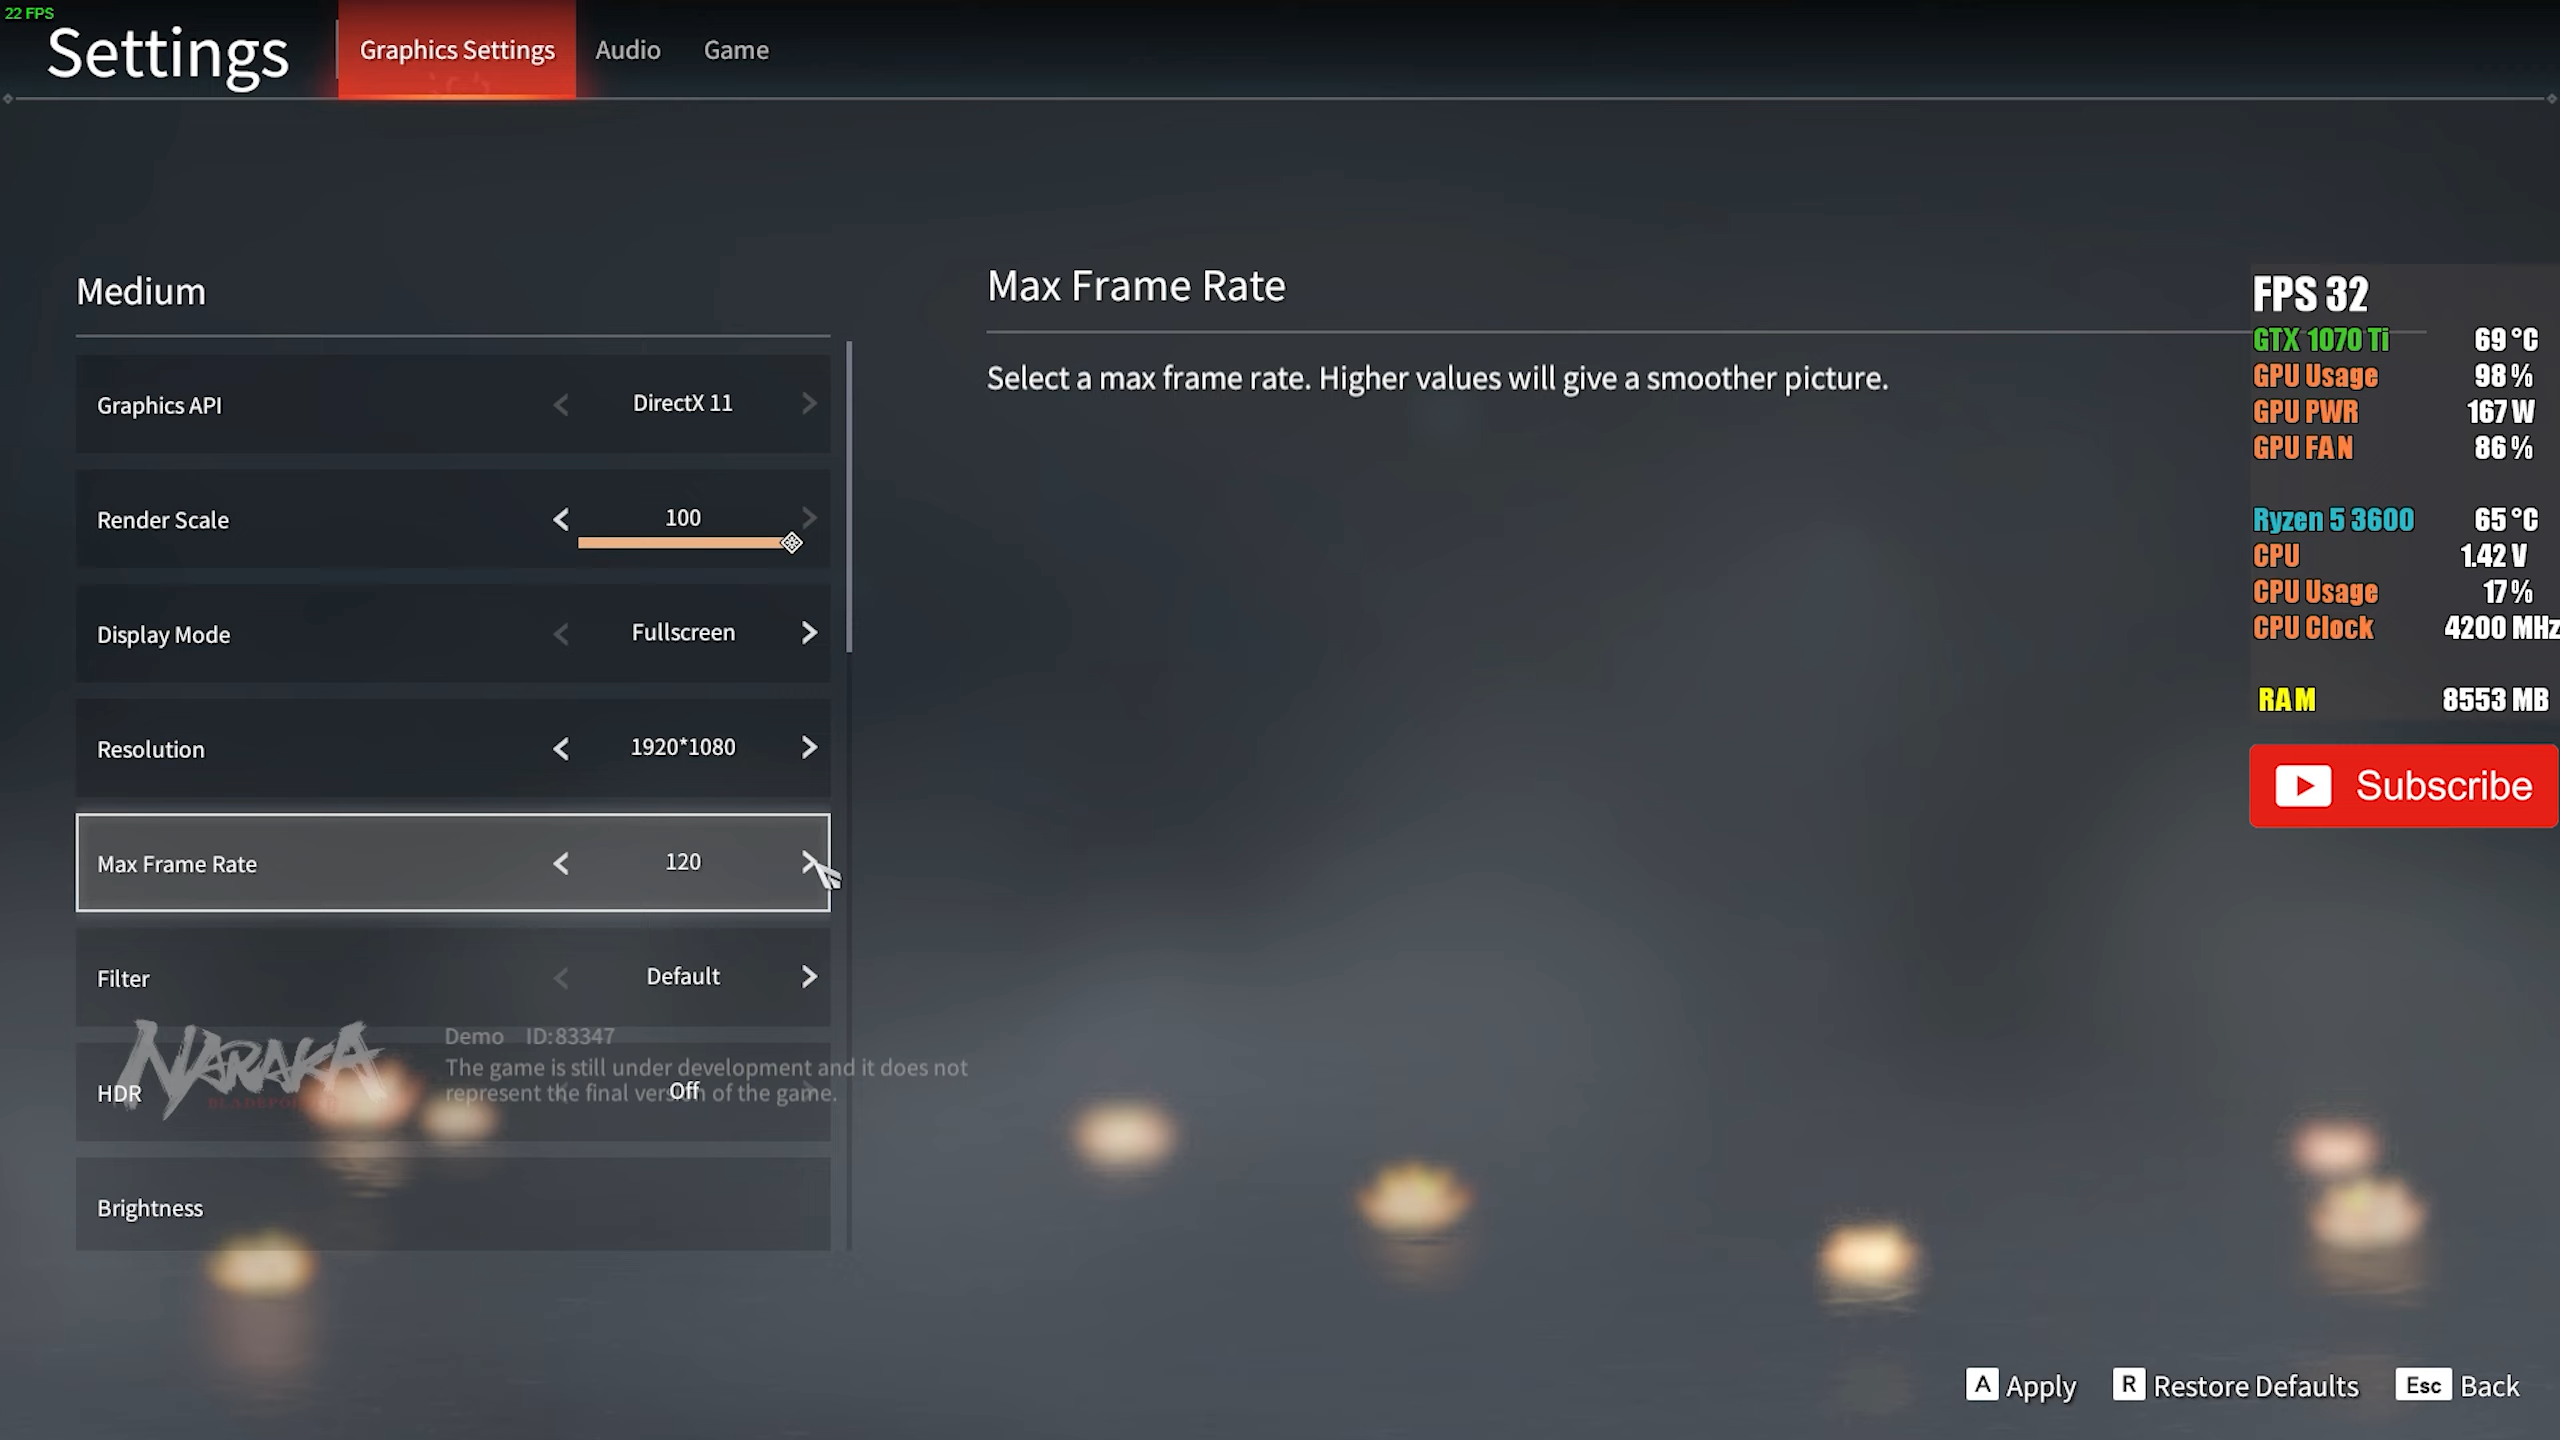 22 FPS
Settings
Graphics Settings
Audio
Game
Medium
Graphics API
DirectX 11
Render Scale
100
Display Mode
Fullscreen
Resolution
1920*1080
Max Frame Rate
120
Filter
Default
HDR
Off
Brightness
NARAKA
BLADEPOINT
Demo ID:83347
The game is still under development and it does not
represent the final version of the game.
Max Frame Rate
Select a max frame rate. Higher values will give a smoother picture.
FPS 32
GTX 1070 Ti 69 °C
GPU Usage 98 %
GPU PWR 167 W
GPU FAN 86 %
Ryzen 5 3600 65 °C
CPU 1.42 V
CPU Usage 17 %
CPU Clock 4200 MHz
RAM 8553 MB
Subscribe
A Apply
R Restore Defaults
Esc Back